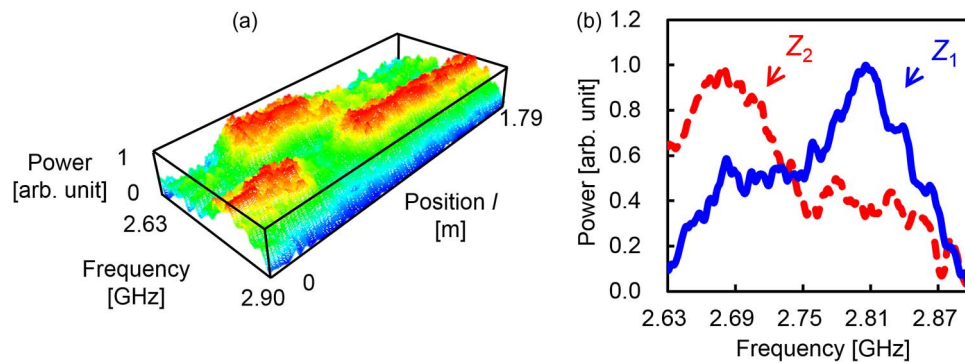 (a)
Power
[arb. unit]
1
0
2.63
Frequency
[GHz]
2.90
0
Position l
[m]
1.79
(b)
Power [arb. unit]
1.2
1.0
0.8
0.6
0.4
0.2
0.0
Z2
Z1
2.63 2.69 2.75 2.81 2.87
Frequency [GHz]